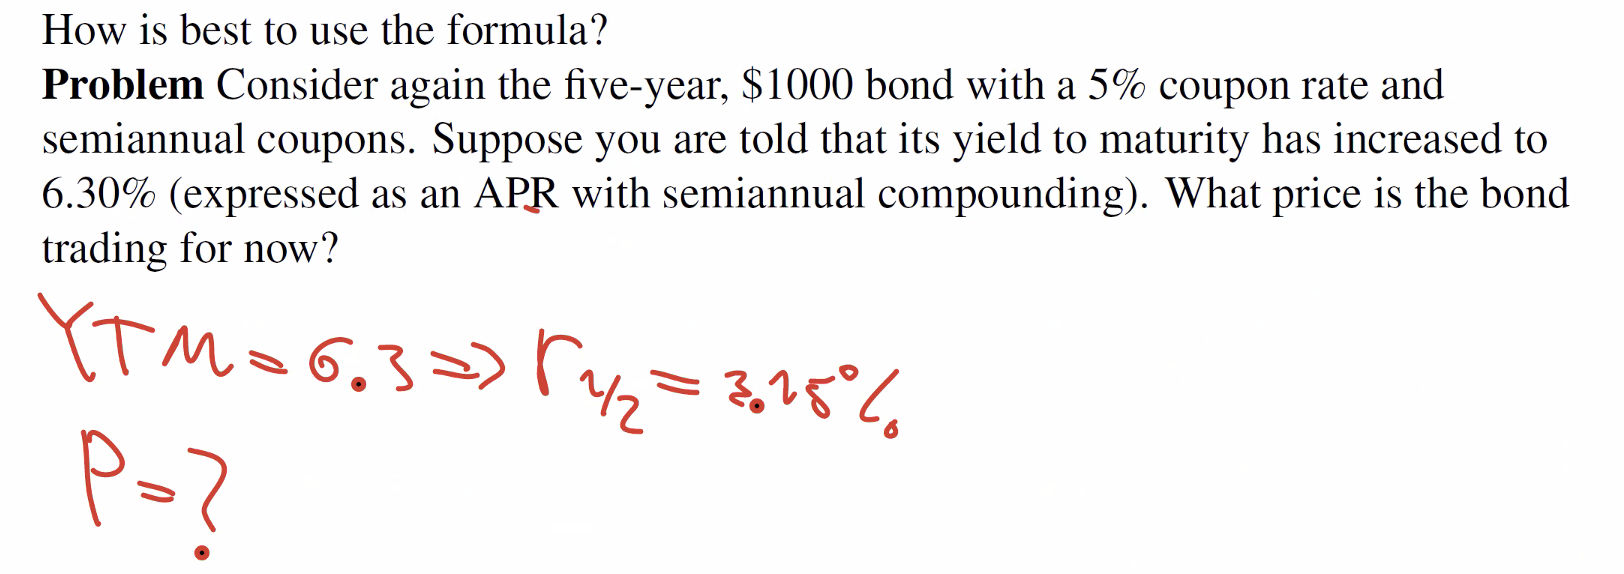 How is best to use the formula?
Problem Consider again the five-year, $1000 bond with a 5% coupon rate and
semiannual coupons. Suppose you are told that its yield to maturity has increased to
6.30% (expressed as an APR with semiannual compounding). What price is the bond
trading for now?
YTM = 6.3 => r1/2 = 3.15%
P = ?